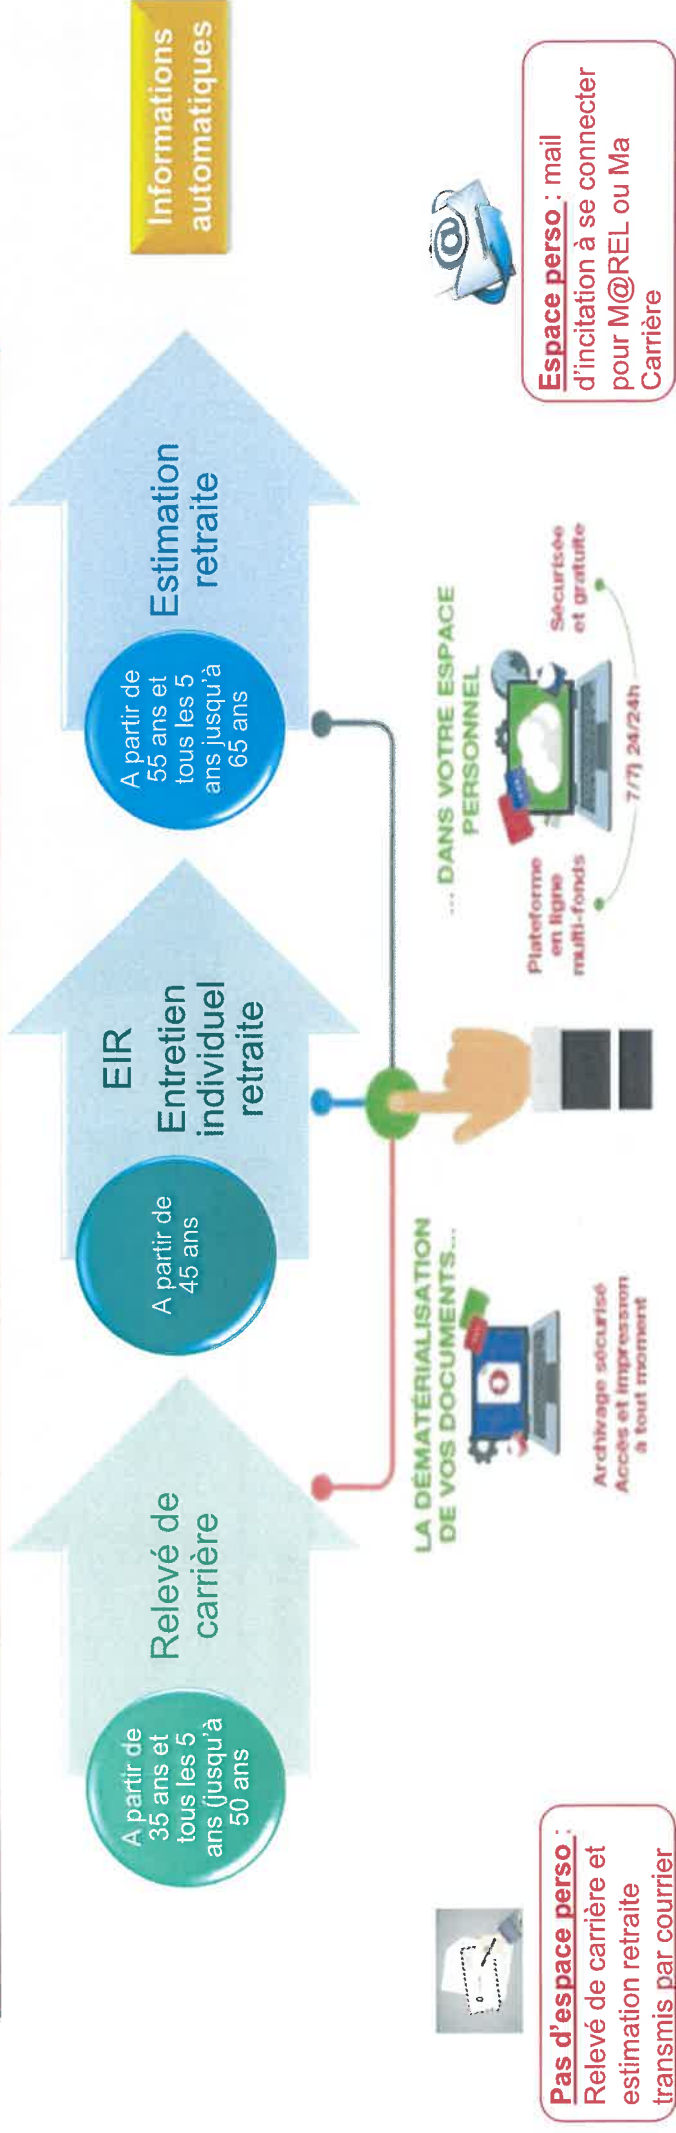 Informations
automatiques
A partir de
35 ans et
tous les 5
ans (jusqu'à
50 ans
Relevé de
carrière
A partir de
45 ans
EIR
Entretien
individuel
retraite
A partir de
55 ans et
tous les 5
ans jusqu'à
65 ans
Estimation
retraite
LA DÉMATÉRIALISATION
DE VOS DOCUMENTS...
Archivage sécurisé
Accès et impression
à tout moment
... DANS VOTRE ESPACE
PERSONNEL
Plateforme
en ligne
multi-fonds
7/7j 24/24h
Sécurisée
et gratuite
Pas d'espace perso :
Relevé de carrière et
estimation retraite
transmis par courrier
@
Espace perso : mail
d'incitation à se connecter
pour M@REL ou Ma
Carrière